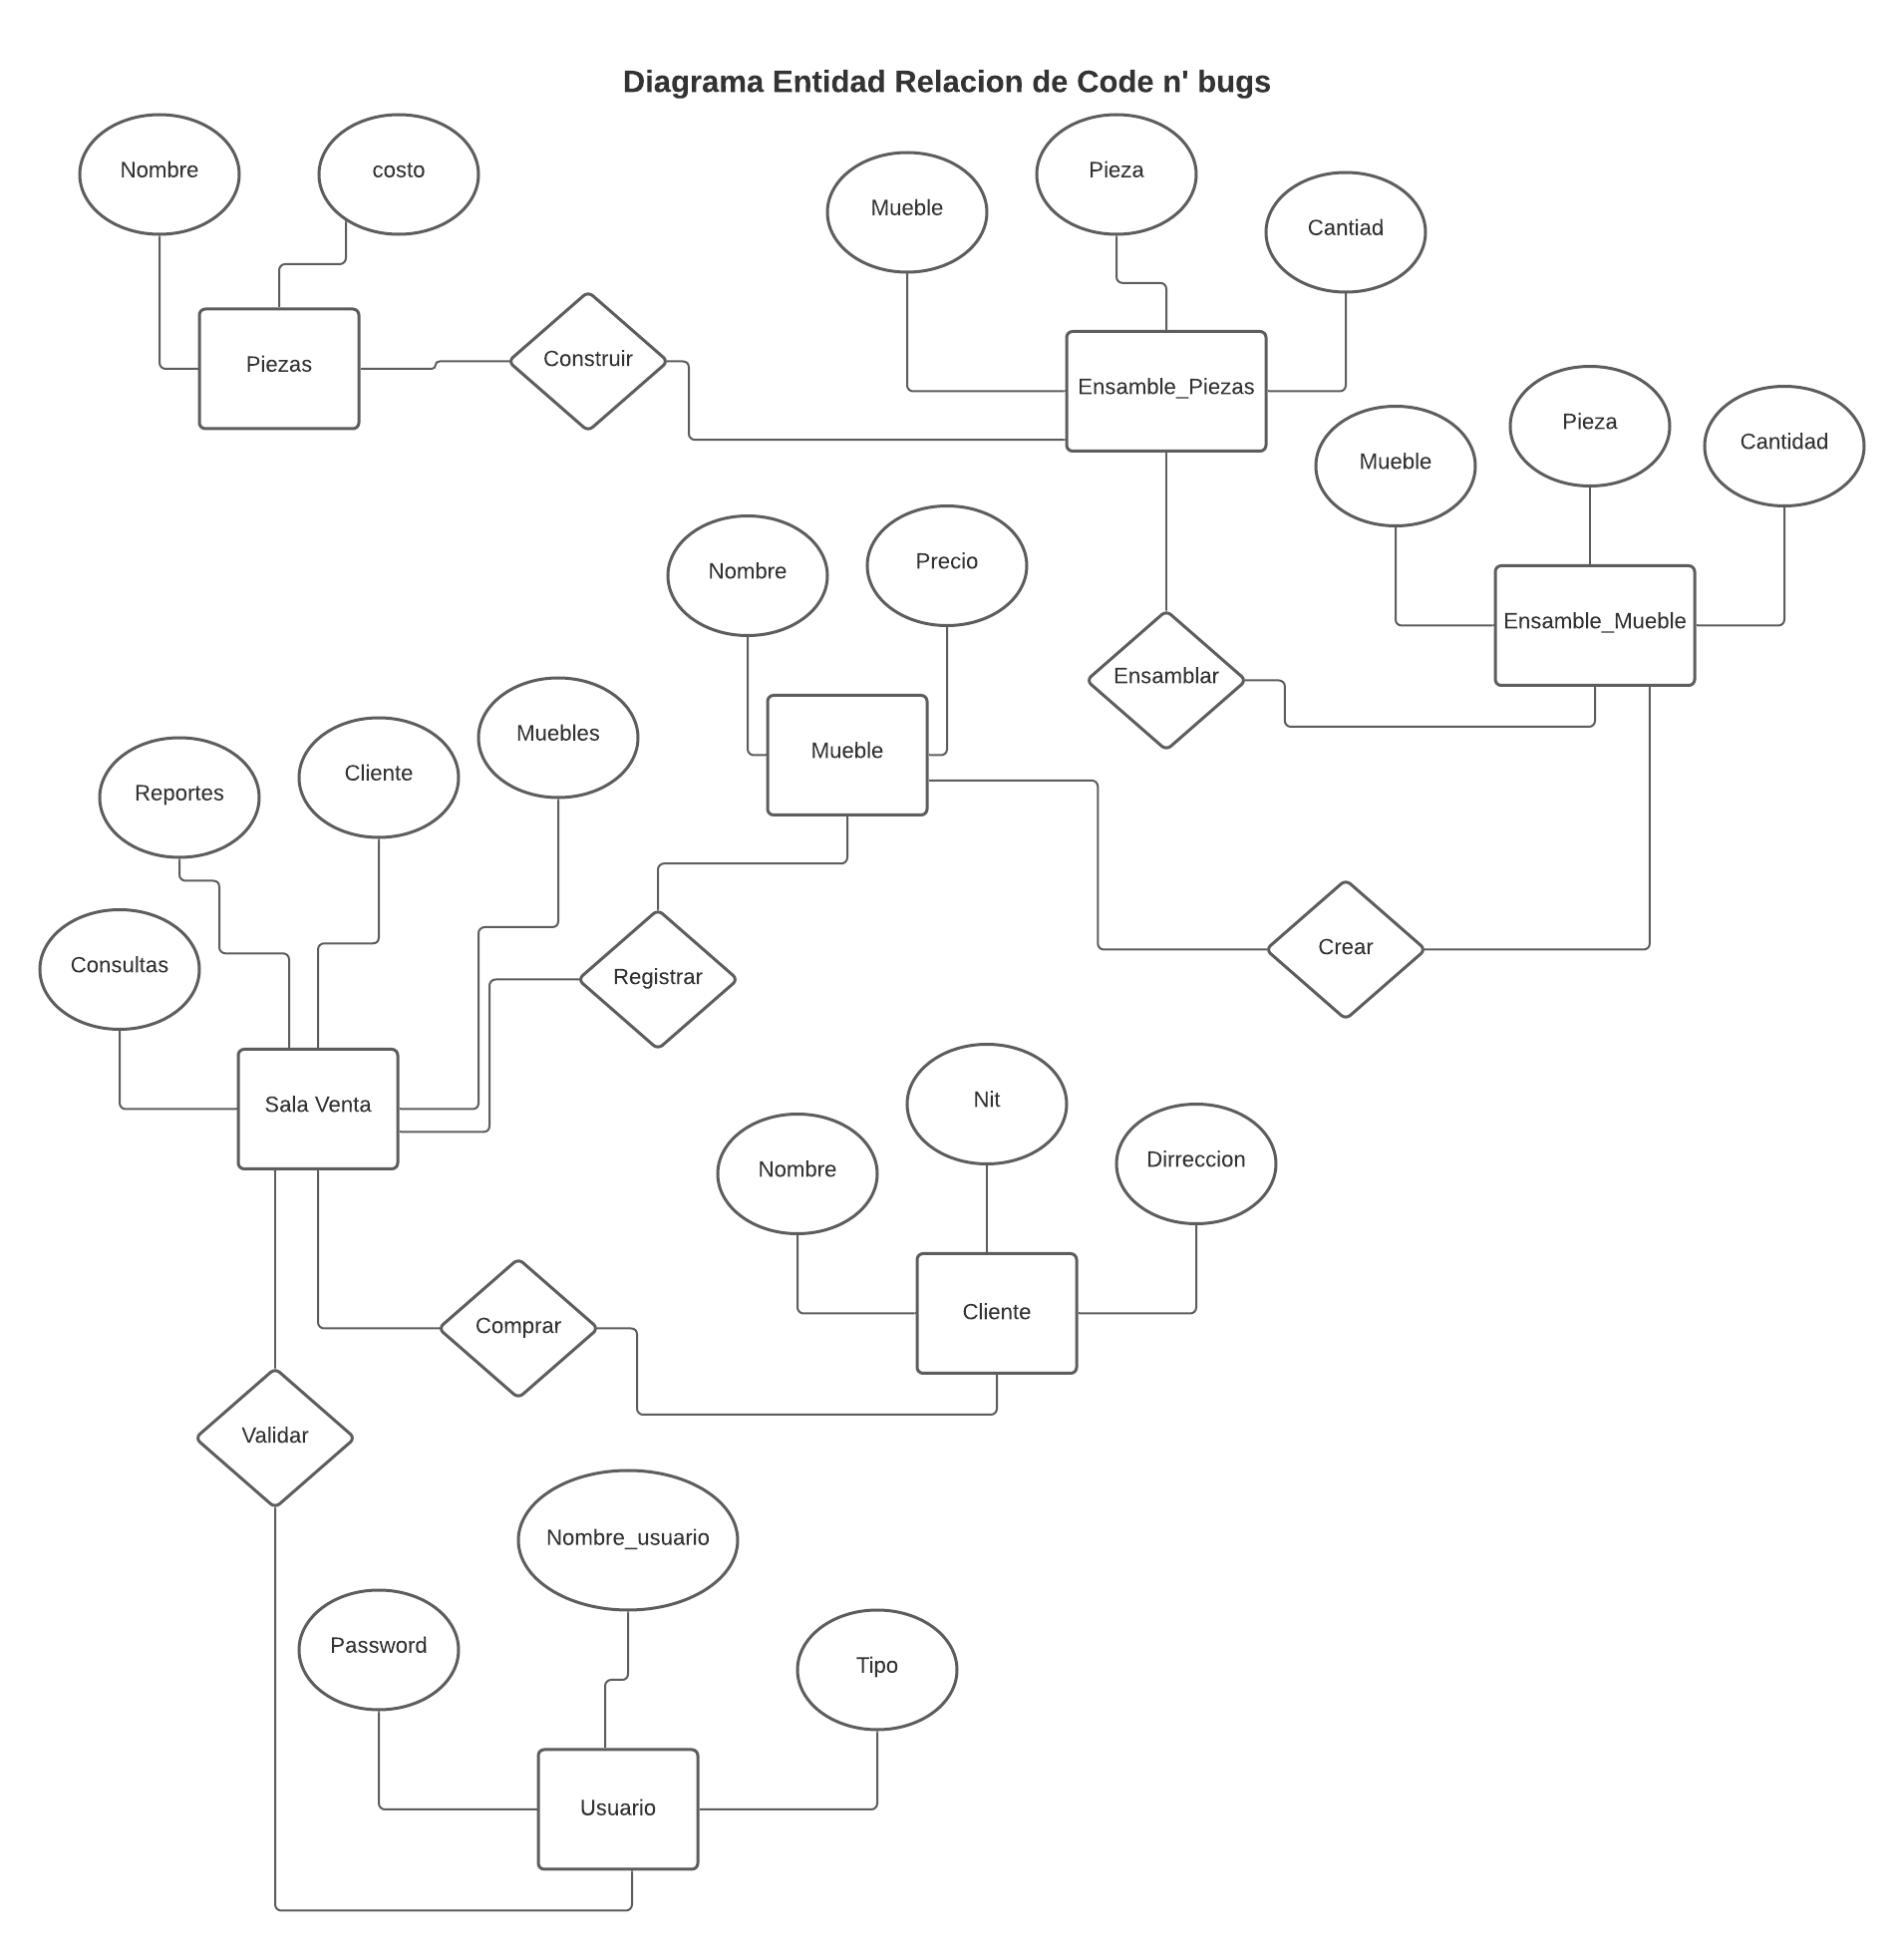 Diagrama Entidad Relacion de Code n' bugs
Nombre
costo
Mueble
Pieza
Cantiad
Piezas
Construir
Ensamble_Piezas
Mueble
Pieza
Cantidad
Nombre
Precio
Ensamble_Mueble
Ensamblar
Mueble
Reportes
Cliente
Muebles
Consultas
Registrar
Crear
Sala Venta
Nombre
Nit
Dirreccion
Comprar
Cliente
Validar
Nombre_usuario
Password
Tipo
Usuario